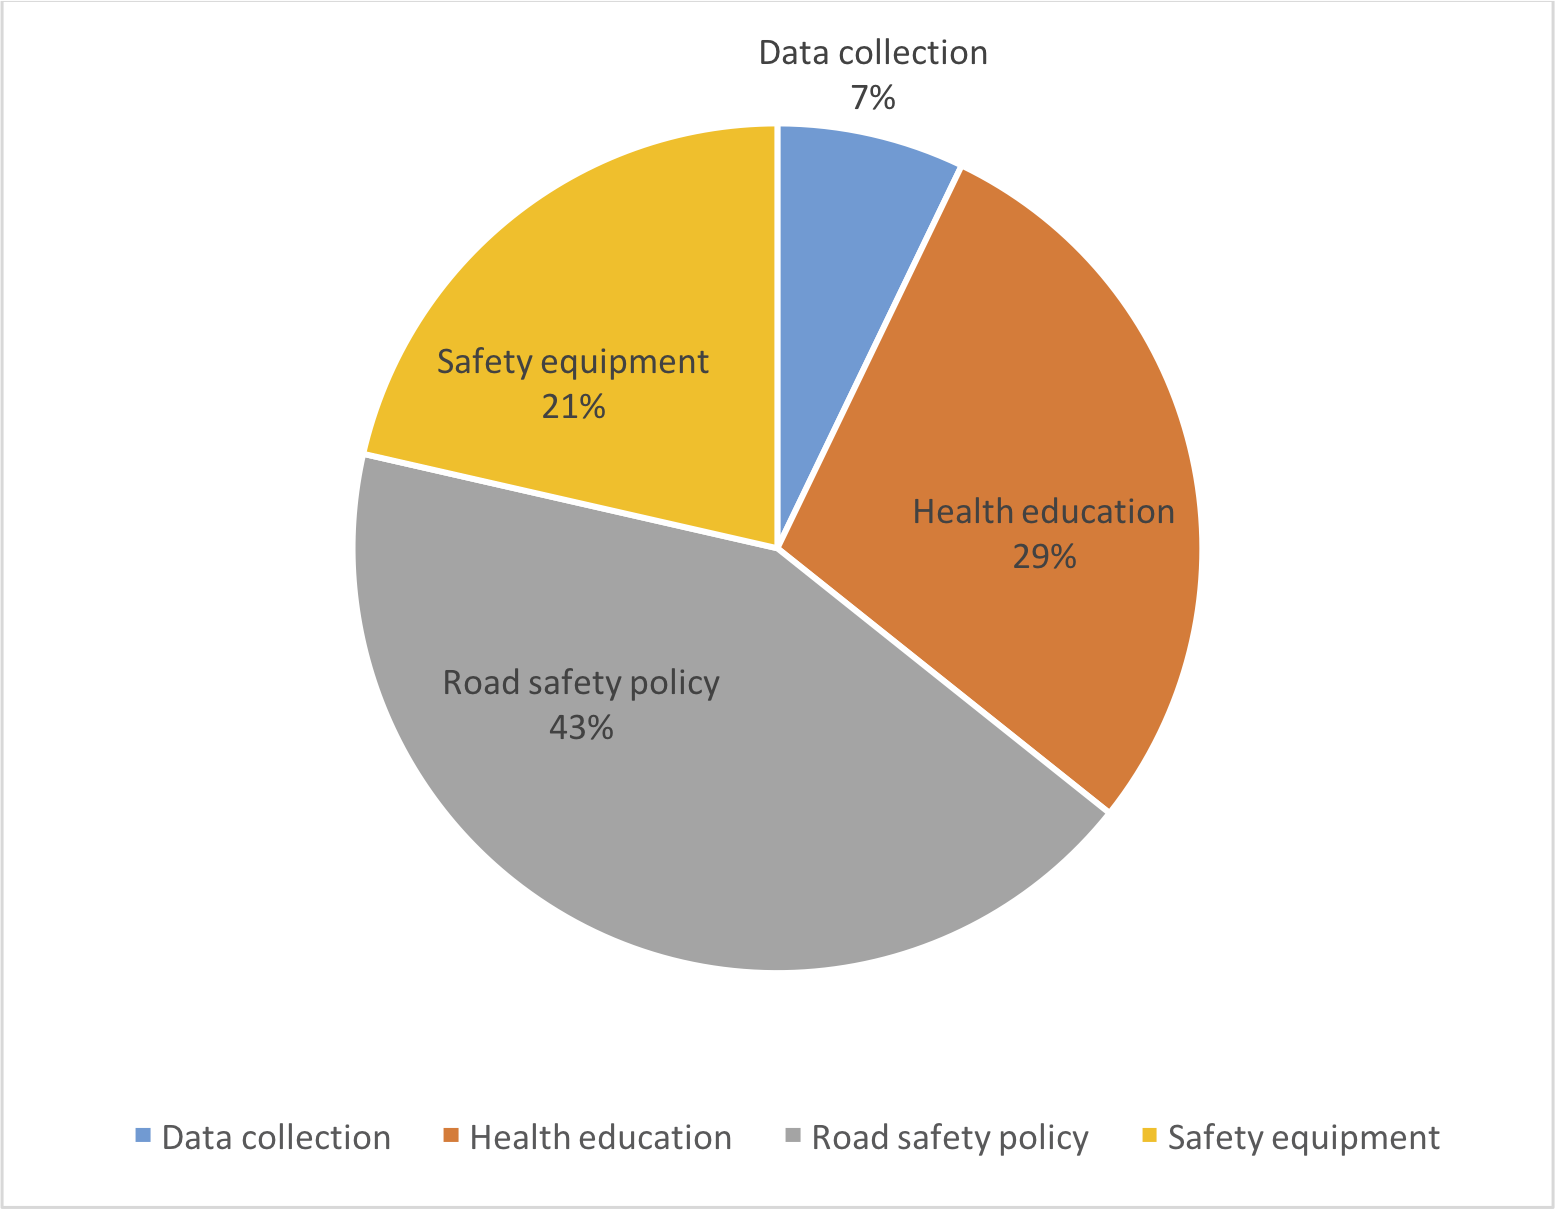 Data collection
7%
Safety equipment
21%
Health education
29%
Road safety policy
43%
Data collection
Health education
Road safety policy
Safety equipment